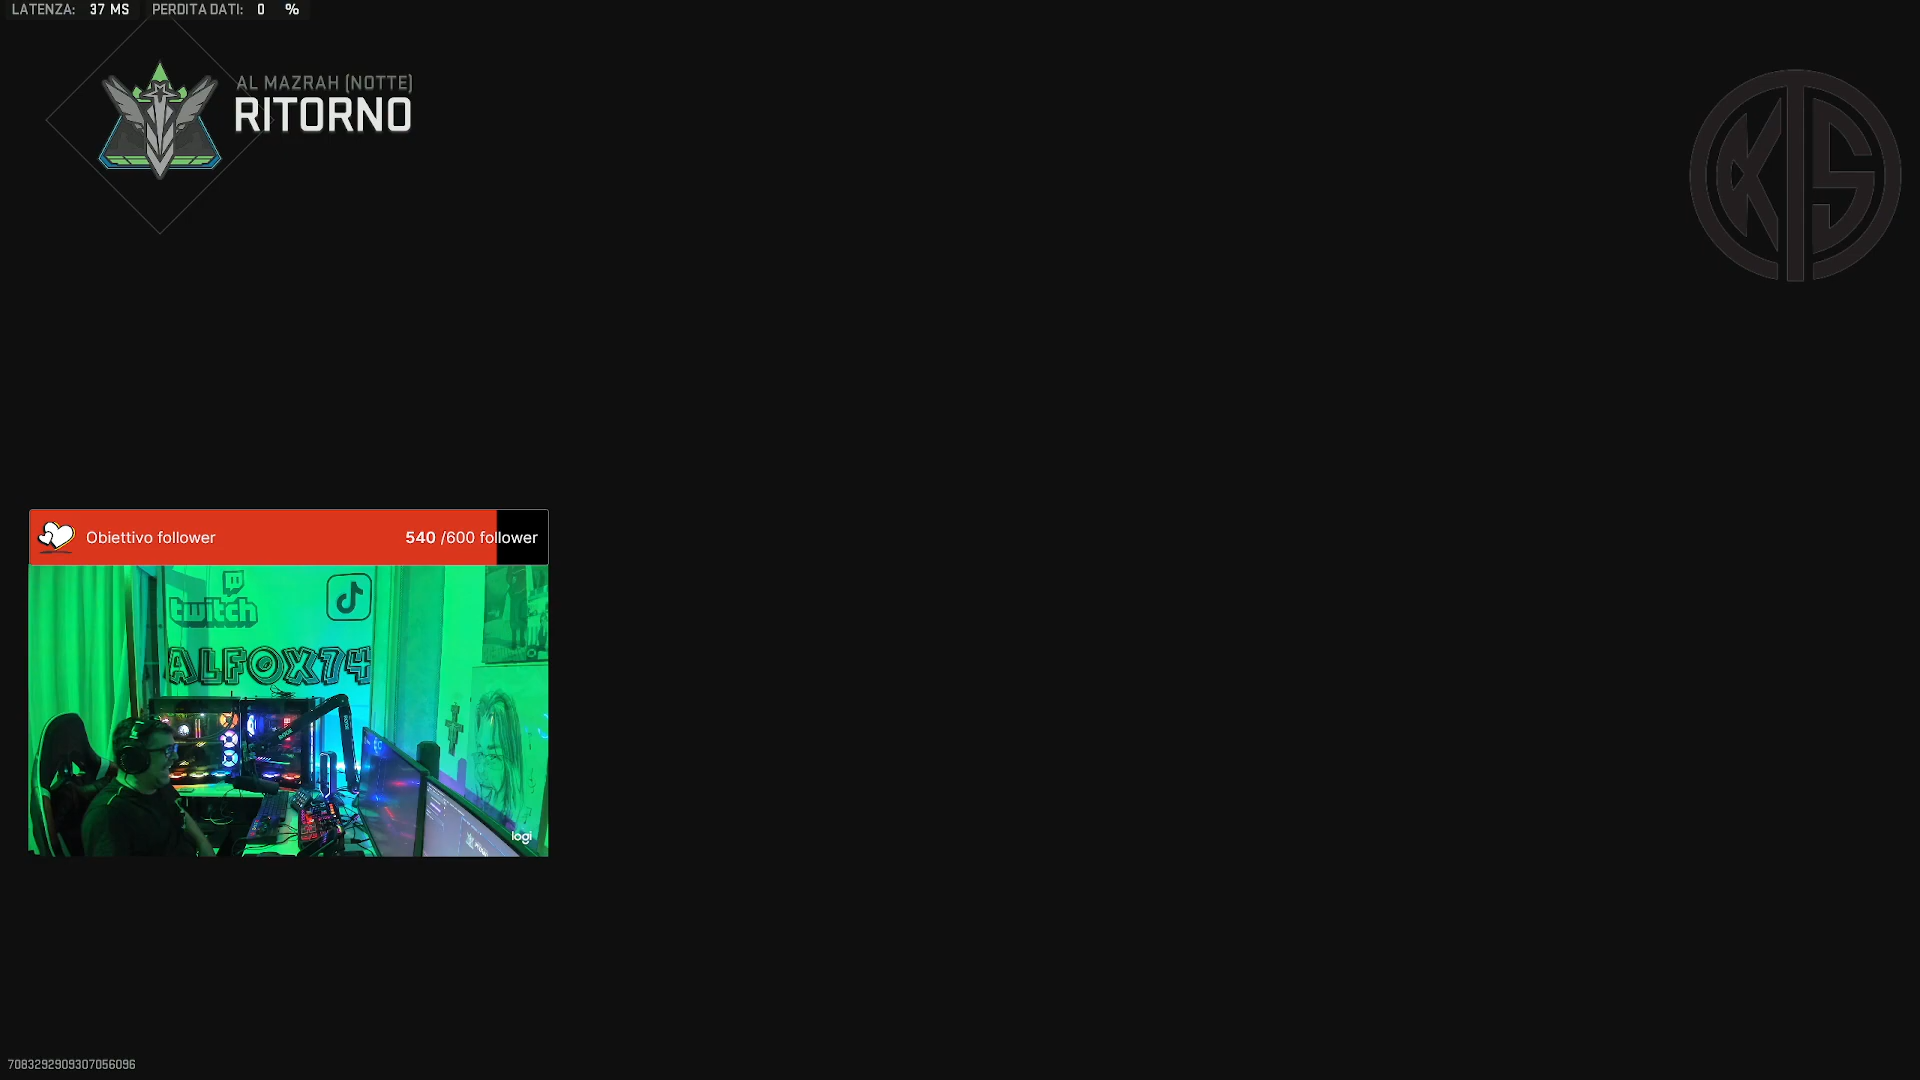 LATENZA: 37 MS PERDITA DATI: 0 %
AL MAZRAH (NOTTE)
RITORNO
KIS
Obiettivo follower 540 /600 follower
twitch
ALFOX74
logi
7083292909307056096